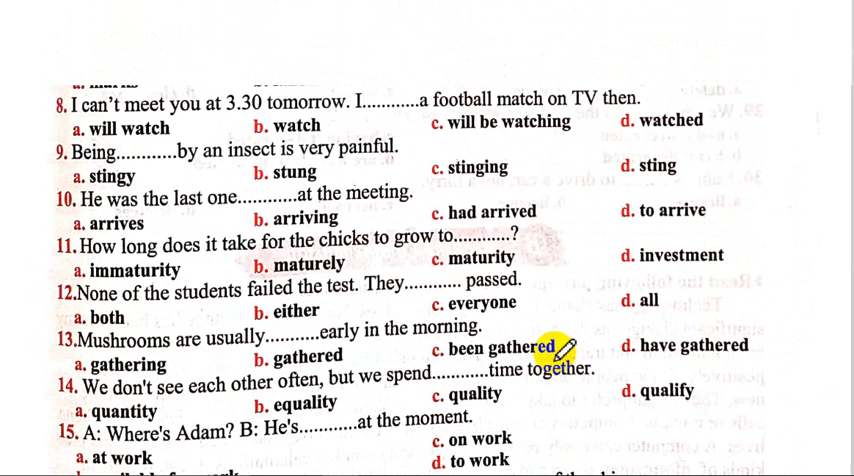 8. I can't meet you at 3.30 tomorrow. I............a football match on TV then.
a. will watch b. watch c. will be watching d. watched
9. Being............by an insect is very painful.
a. stingy b. stung c. stinging d. sting
10. He was the last one............at the meeting.
a. arrives b. arriving c. had arrived d. to arrive
11. How long does it take for the chicks to grow to............?
a. immaturity b. maturely c. maturity d. investment
12.None of the students failed the test. They............ passed.
a. both b. either c. everyone d. all
13.Mushrooms are usually...........early in the morning.
a. gathering b. gathered c. been gathered d. have gathered
14. We don't see each other often, but we spend............time together.
a. quantity b. equality c. quality d. qualify
15. A: Where's Adam? B: He's............at the moment.
a. at work c. on work
d. to work